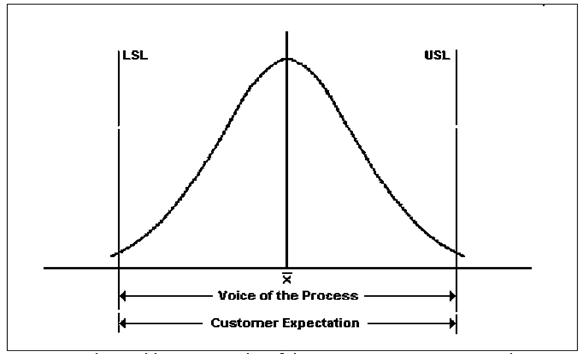 LSL USL
x̄
Voice of the Process
Customer Expectation